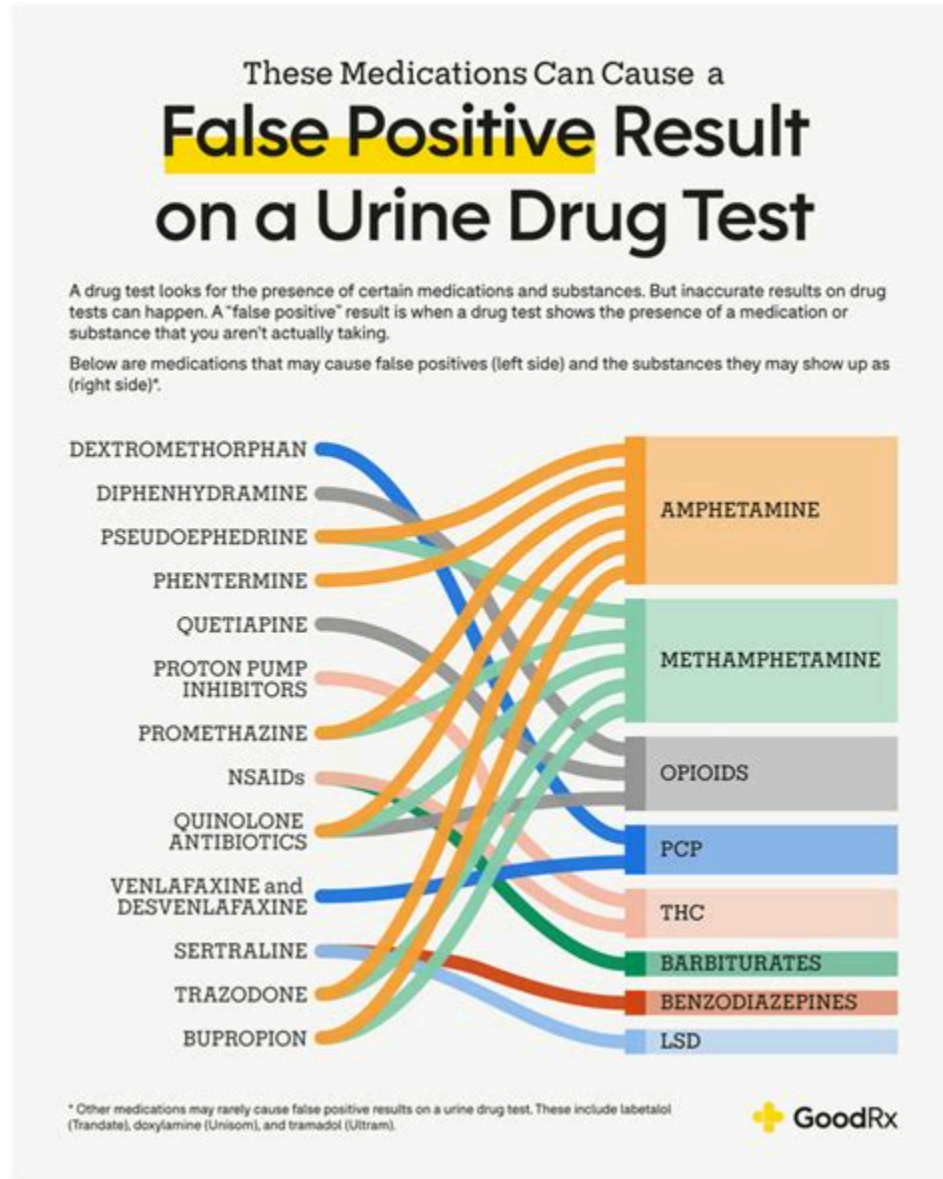 These Medications Can Cause a
False Positive Result
on a Urine Drug Test
A drug test looks for the presence of certain medications and substances. But inaccurate results on drug
tests can happen. A “false positive” result is when a drug test shows the presence of a medication or
substance that you aren't actually taking.
Below are medications that may cause false positives (left side) and the substances they may show up as
(right side)*.
DEXTROMETHORPHAN
DIPHENHYDRAMINE
PSEUDOEPHEDRINE
PHENTERMINE
QUETIAPINE
PROTON PUMP
INHIBITORS
PROMETHAZINE
NSAIDs
QUINOLONE
ANTIBIOTICS
VENLAFAXINE and
DESVENLAFAXINE
SERTRALINE
TRAZODONE
BUPROPION
AMPHETAMINE
METHAMPHETAMINE
OPIOIDS
PCP
THC
BARBITURATES
BENZODIAZEPINES
LSD
* Other medications may rarely cause false positive results on a urine drug test. These include labetalol
(Trandate), doxylamine (Unisom), and tramadol (Ultram).
GoodRx